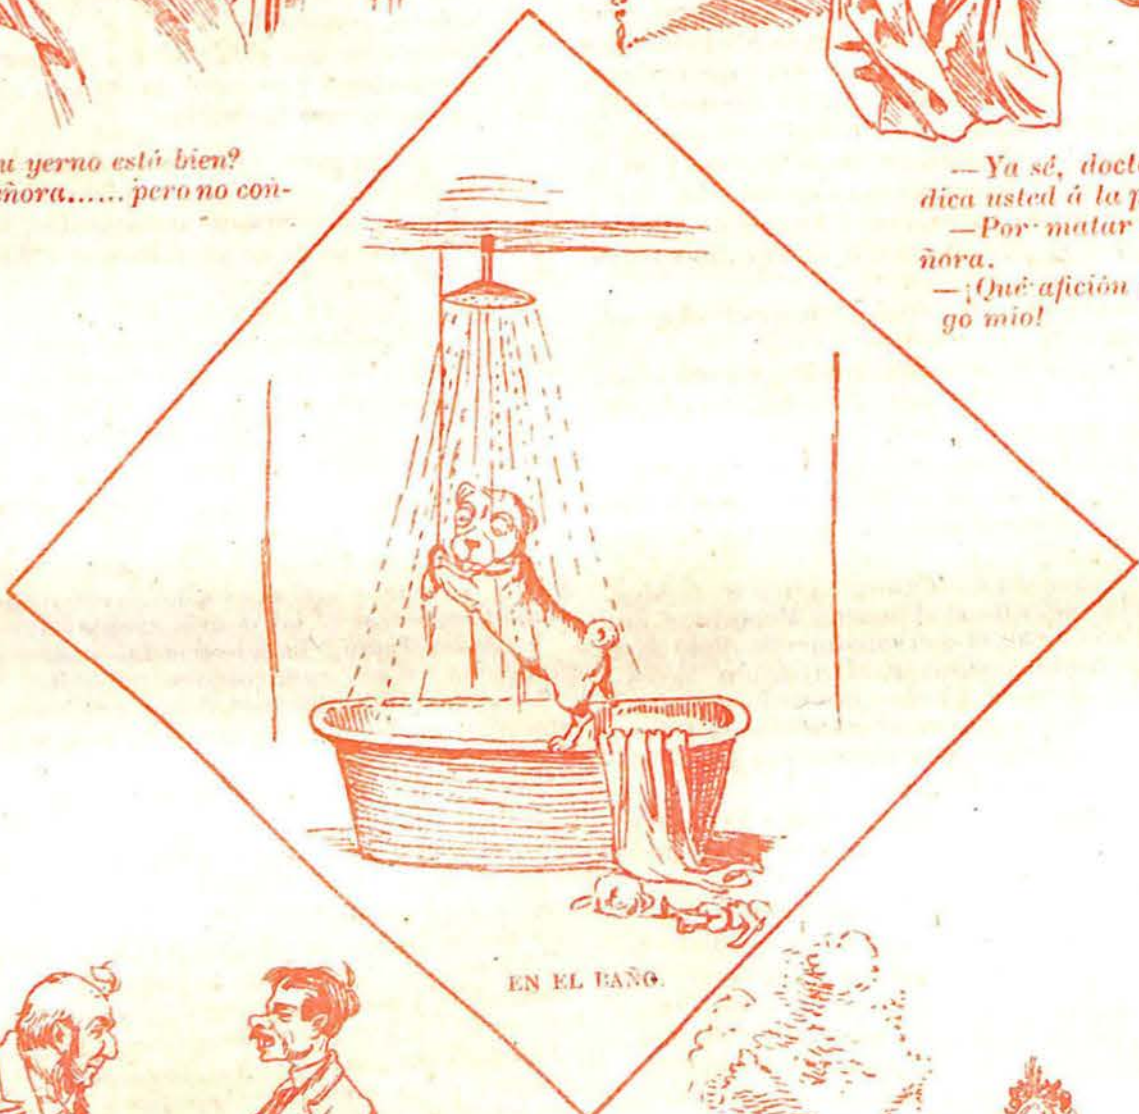 u yerno está bien?
ñora...... pero no con-
—Ya sé, docto
dica usted á la p
—Por matar
ñora.
—¡Qué afición
go mio!
EN EL BAÑO.